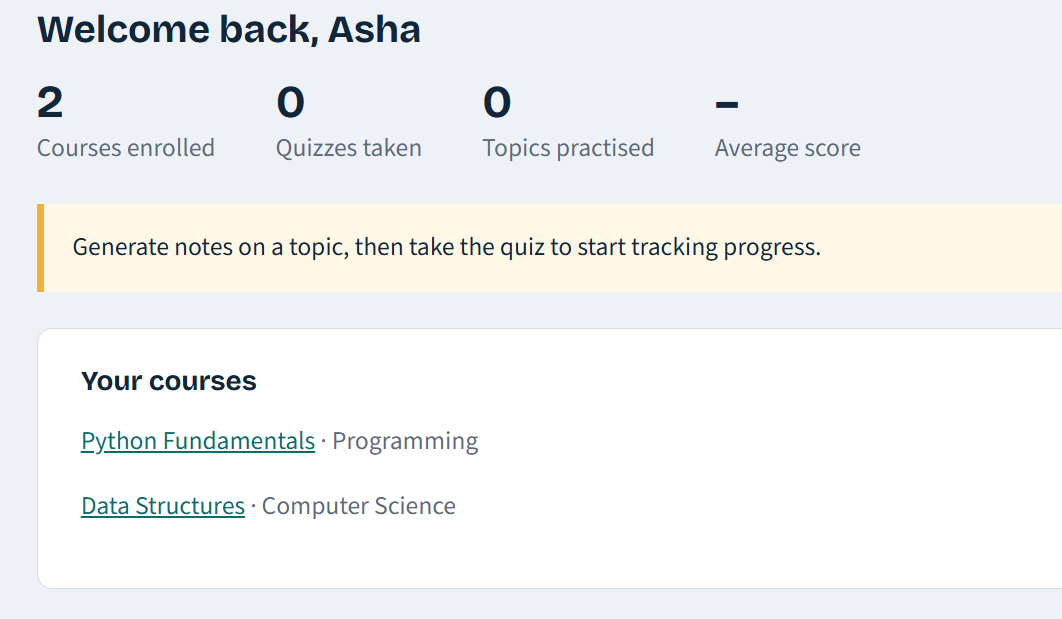 Welcome back, Asha
2
Courses enrolled
0
Quizzes taken
0
Topics practised
–
Average score
Generate notes on a topic, then take the quiz to start tracking progress.
Your courses
Python Fundamentals · Programming
Data Structures · Computer Science